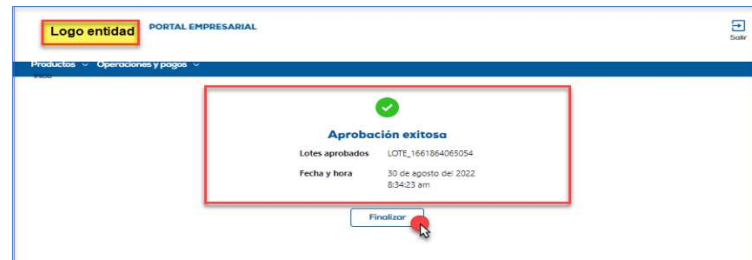 Logo entidad
PORTAL EMPRESARIAL
Salir
Productos Operaciones y pagos
Inicio
Aprobación exitosa
Lotes aprobados LOTE_1661864065054
Fecha y hora 30 de agosto del 2022
8:34:23 am
Finalizar